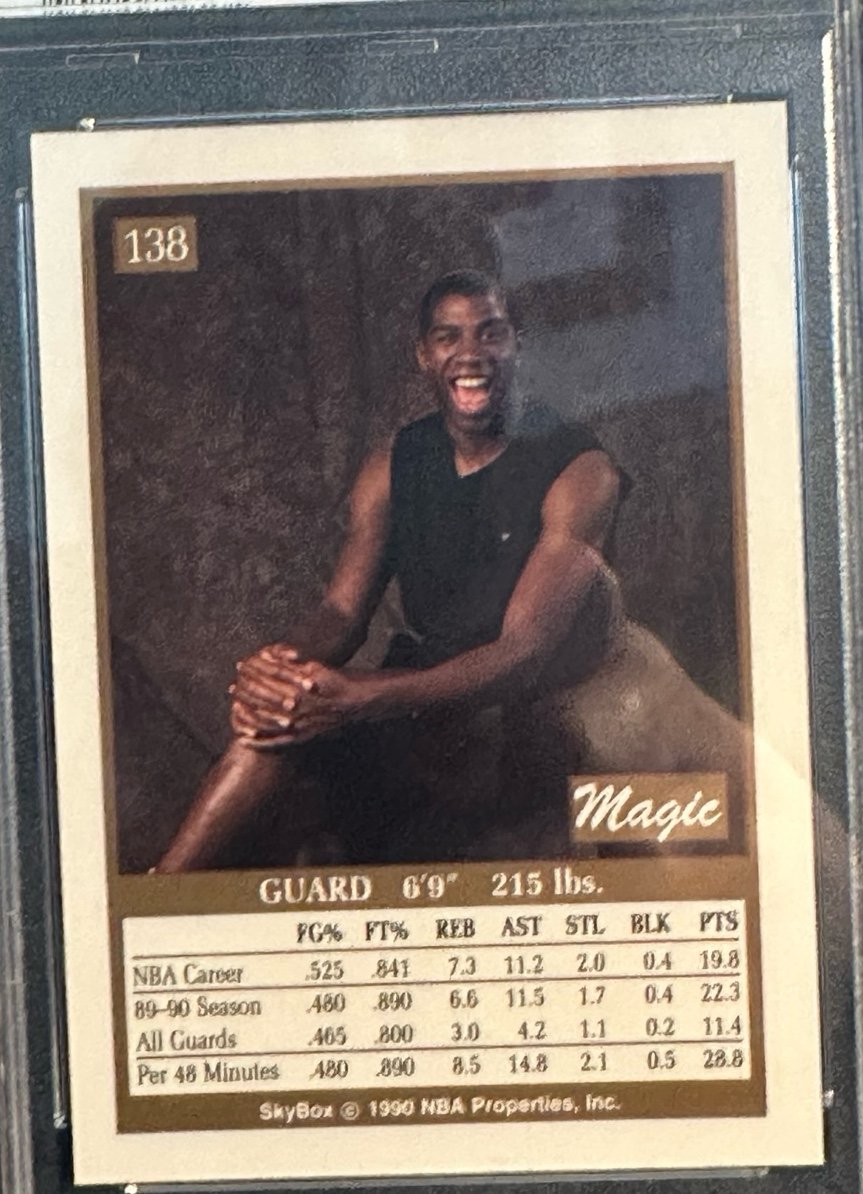 138
Magic
GUARD 6'9" 215 lbs.
FG% FT% REB AST STL BLK PTS
NBA Career .525 .841 7.3 11.2 2.0 0.4 19.8
89-90 Season .480 .890 6.6 11.5 1.7 0.4 22.3
All Guards .465 .800 3.0 4.2 1.1 0.2 11.4
Per 48 Minutes .480 .890 8.5 14.8 2.1 0.5 28.8
SkyBox © 1990 NBA Properties, Inc.